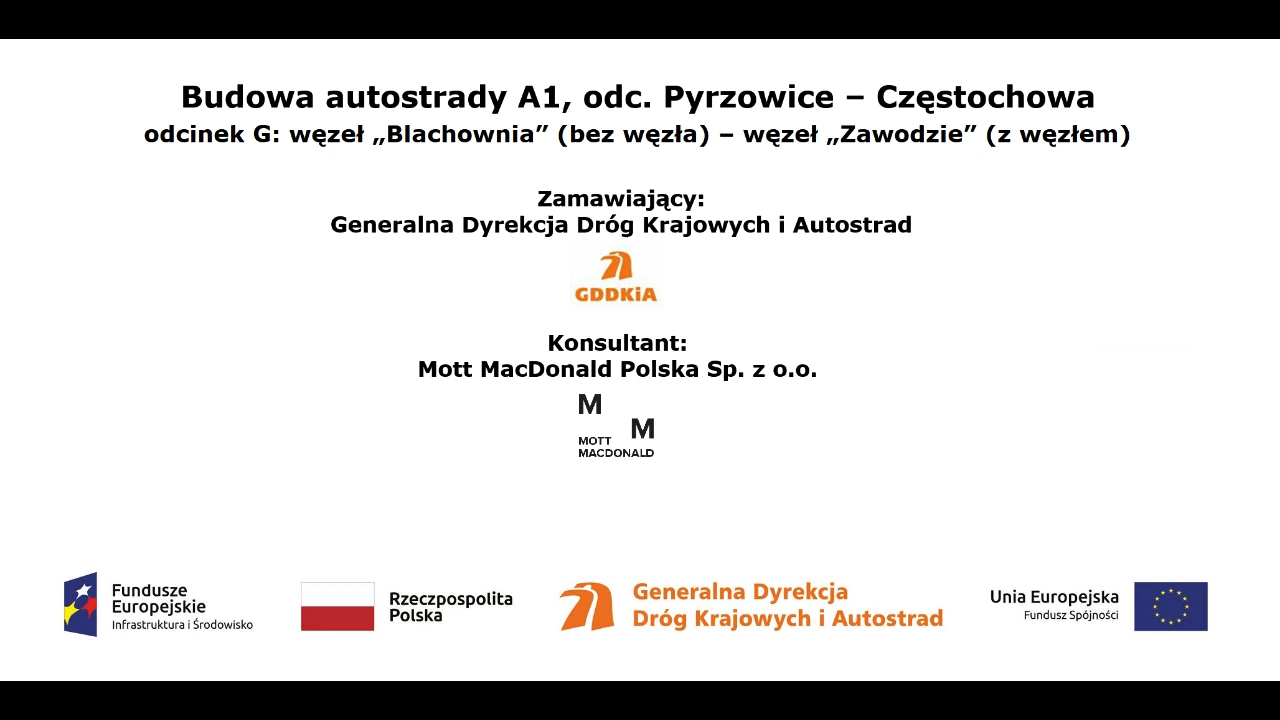 Budowa autostrady A1, odc. Pyrzowice – Częstochowa
odcinek G: węzeł „Blachownia” (bez węzła) – węzeł „Zawodzie” (z węzłem)
Zamawiający:
Generalna Dyrekcja Dróg Krajowych i Autostrad
GDDKiA
Konsultant:
Mott MacDonald Polska Sp. z o.o.
M
M
MOTT
MACDONALD
Fundusze
Europejskie
Infrastruktura i Środowisko
Rzeczpospolita
Polska
Generalna Dyrekcja
Dróg Krajowych i Autostrad
Unia Europejska
Fundusz Spójności